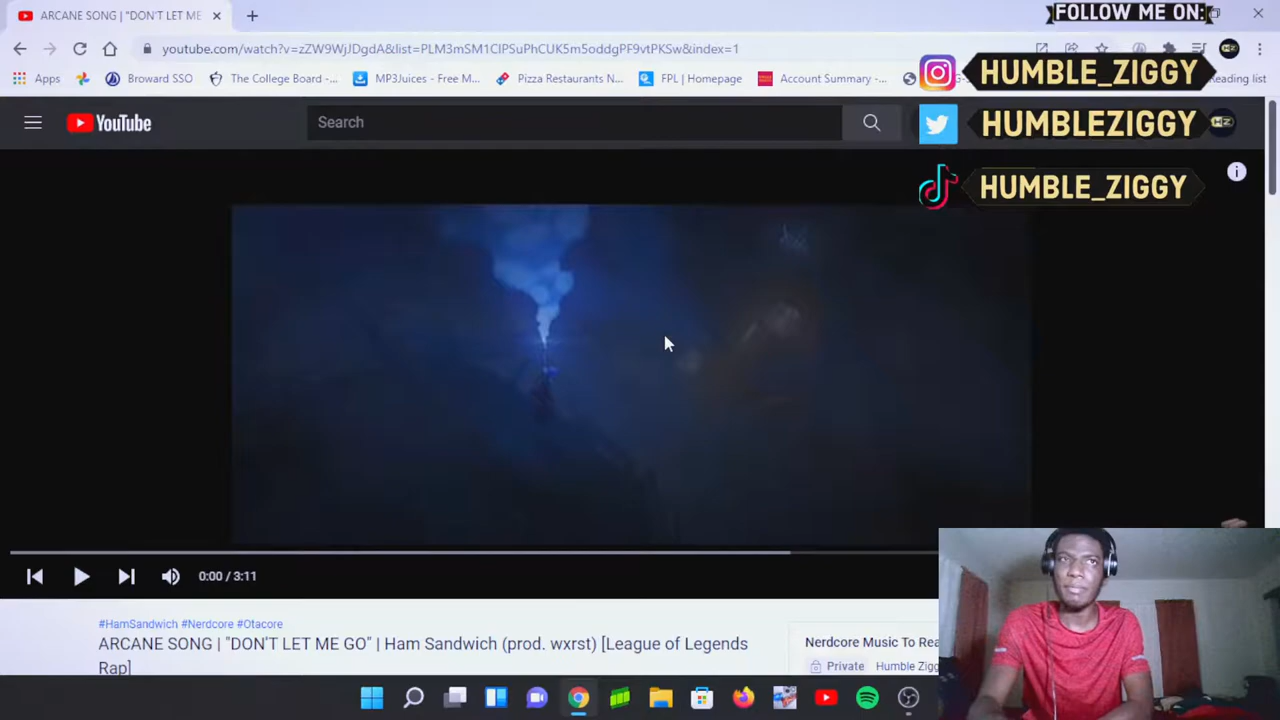 ARCANE SONG | "DON'T LET ME
FOLLOW ME ON:
youtube.com/watch?v=zZW9WjJDgdA&list=PLM3mSM1ClPSuPhCUK5m5oddgPF9vtPKSw&index=1
Apps
Broward SSO
The College Board -...
MP3Juices - Free M...
Pizza Restaurants N...
FPL | Homepage
Account Summary -...
Reading list
HUMBLE_ZIGGY
YouTube
Search
HUMBLEZIGGY
HUMBLE_ZIGGY
0:00 / 3:11
#HamSandwich #Nerdcore #Otacore
ARCANE SONG | "DON'T LET ME GO" | Ham Sandwich (prod. wxrst) [League of Legends
Rap]
Nerdcore Music To Rea
Private Humble Zigg